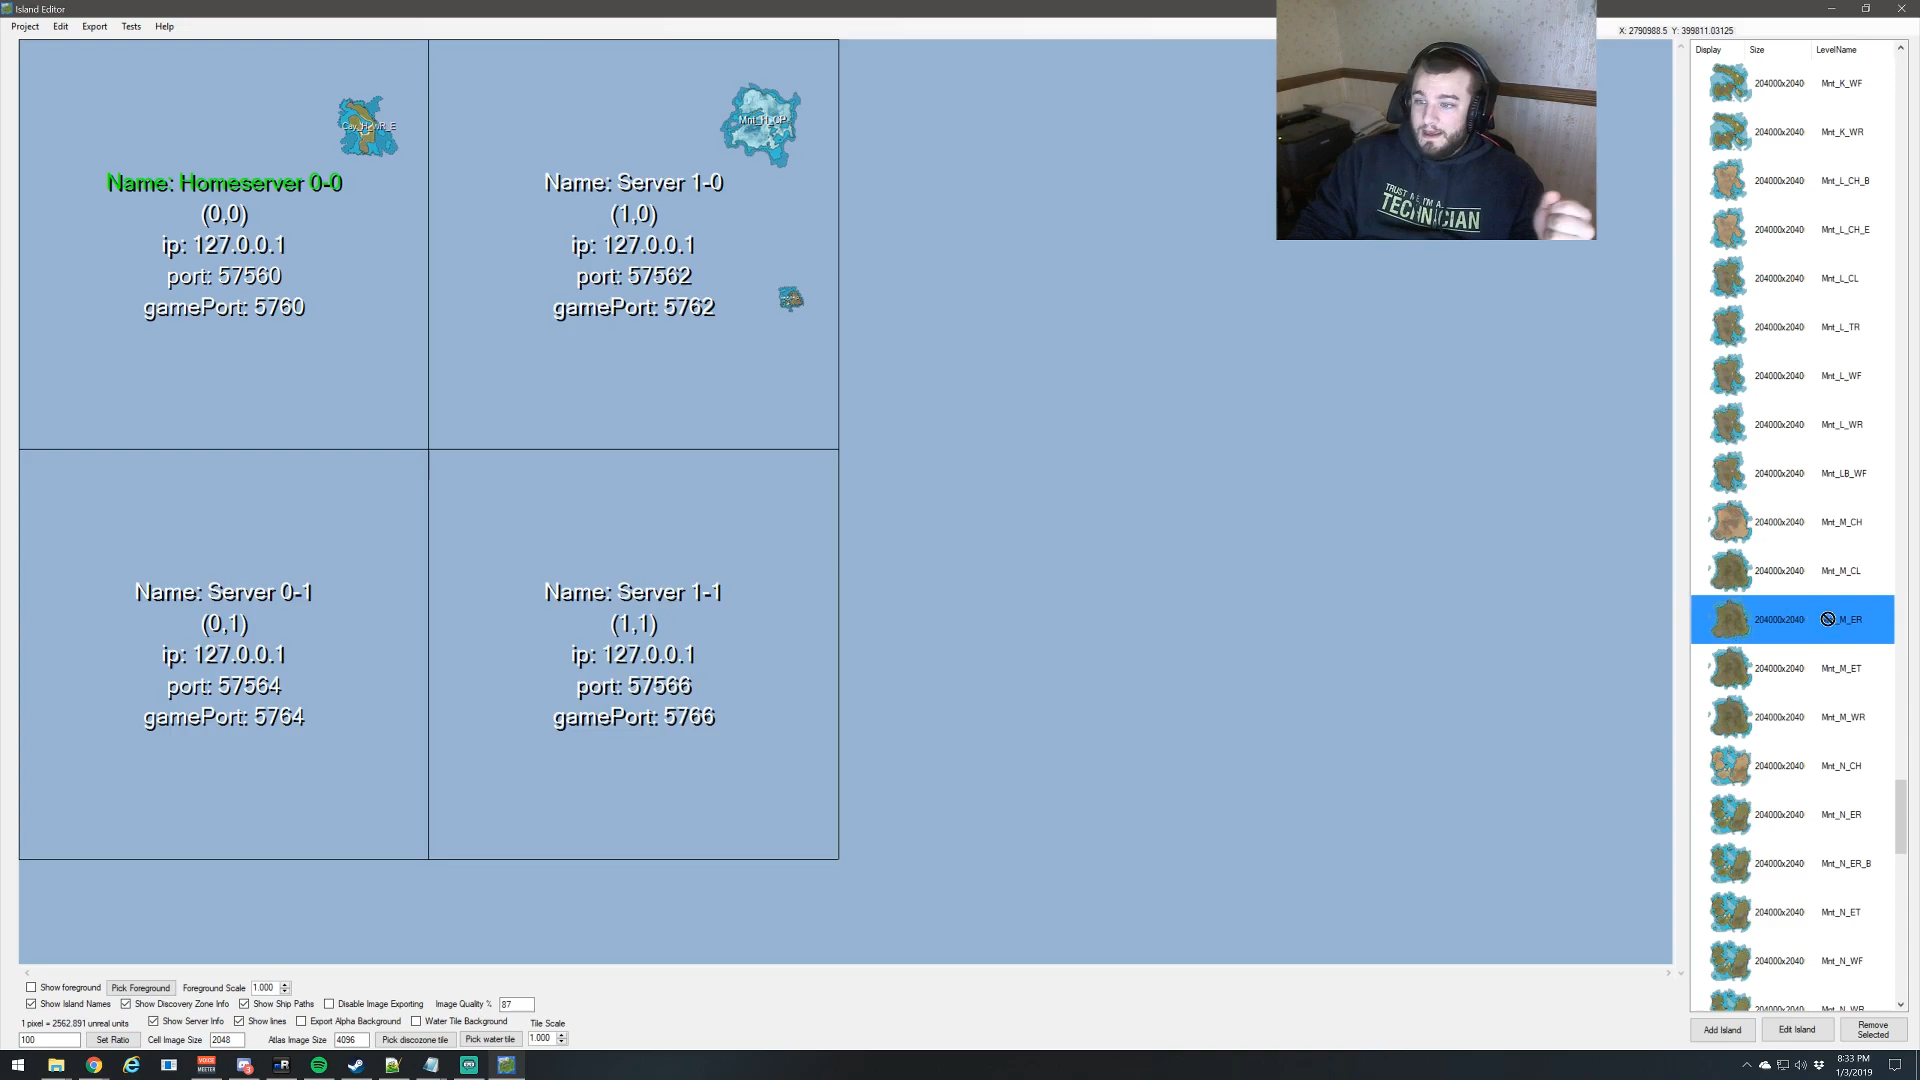 Island Editor
Project Edit Export Tests Help
X: 2790988.5 Y: 399811.03125
Name: Homeserver 0-0
(0,0)
ip: 127.0.0.1
port: 57560
gamePort: 5760
Mnt_H_CP
Name: Server 1-0
(1,0)
ip: 127.0.0.1
port: 57562
gamePort: 5762
Name: Server 0-1
(0,1)
ip: 127.0.0.1
port: 57564
gamePort: 5764
Name: Server 1-1
(1,1)
ip: 127.0.0.1
port: 57566
gamePort: 5766
TRUST ME, I'M A
TECHNICIAN
Display Size LevelName
204000x2040 Mnt_K_WF
204000x2040 Mnt_K_WR
204000x2040 Mnt_L_CH_B
204000x2040 Mnt_L_CH_E
204000x2040 Mnt_L_CL
204000x2040 Mnt_L_TR
204000x2040 Mnt_L_WF
204000x2040 Mnt_L_WR
204000x2040 Mnt_LB_WF
204000x2040 Mnt_M_CH
204000x2040 Mnt_M_CL
204000x2040 _M_ER
204000x2040 Mnt_M_ET
204000x2040 Mnt_M_WR
204000x2040 Mnt_N_CH
204000x2040 Mnt_N_ER
204000x2040 Mnt_N_ER_B
204000x2040 Mnt_N_ET
204000x2040 Mnt_N_WF
204000x2040 Mnt_N_WR
Add Island Edit Island Remove Selected
Show foreground Pick Foreground Foreground Scale 1.000
Show Island Names Show Discovery Zone Info Show Ship Paths Disable Image Exporting Image Quality % 87
1 pixel = 2562.891 unreal units Show Server Info Show lines Export Alpha Background Water Tile Background Tile Scale
100 Set Ratio Cell Image Size 2048 Atlas Image Size 4096 Pick discozone tile Pick water tile 1.000
VOICE
MEETER
8:33 PM
1/3/2019